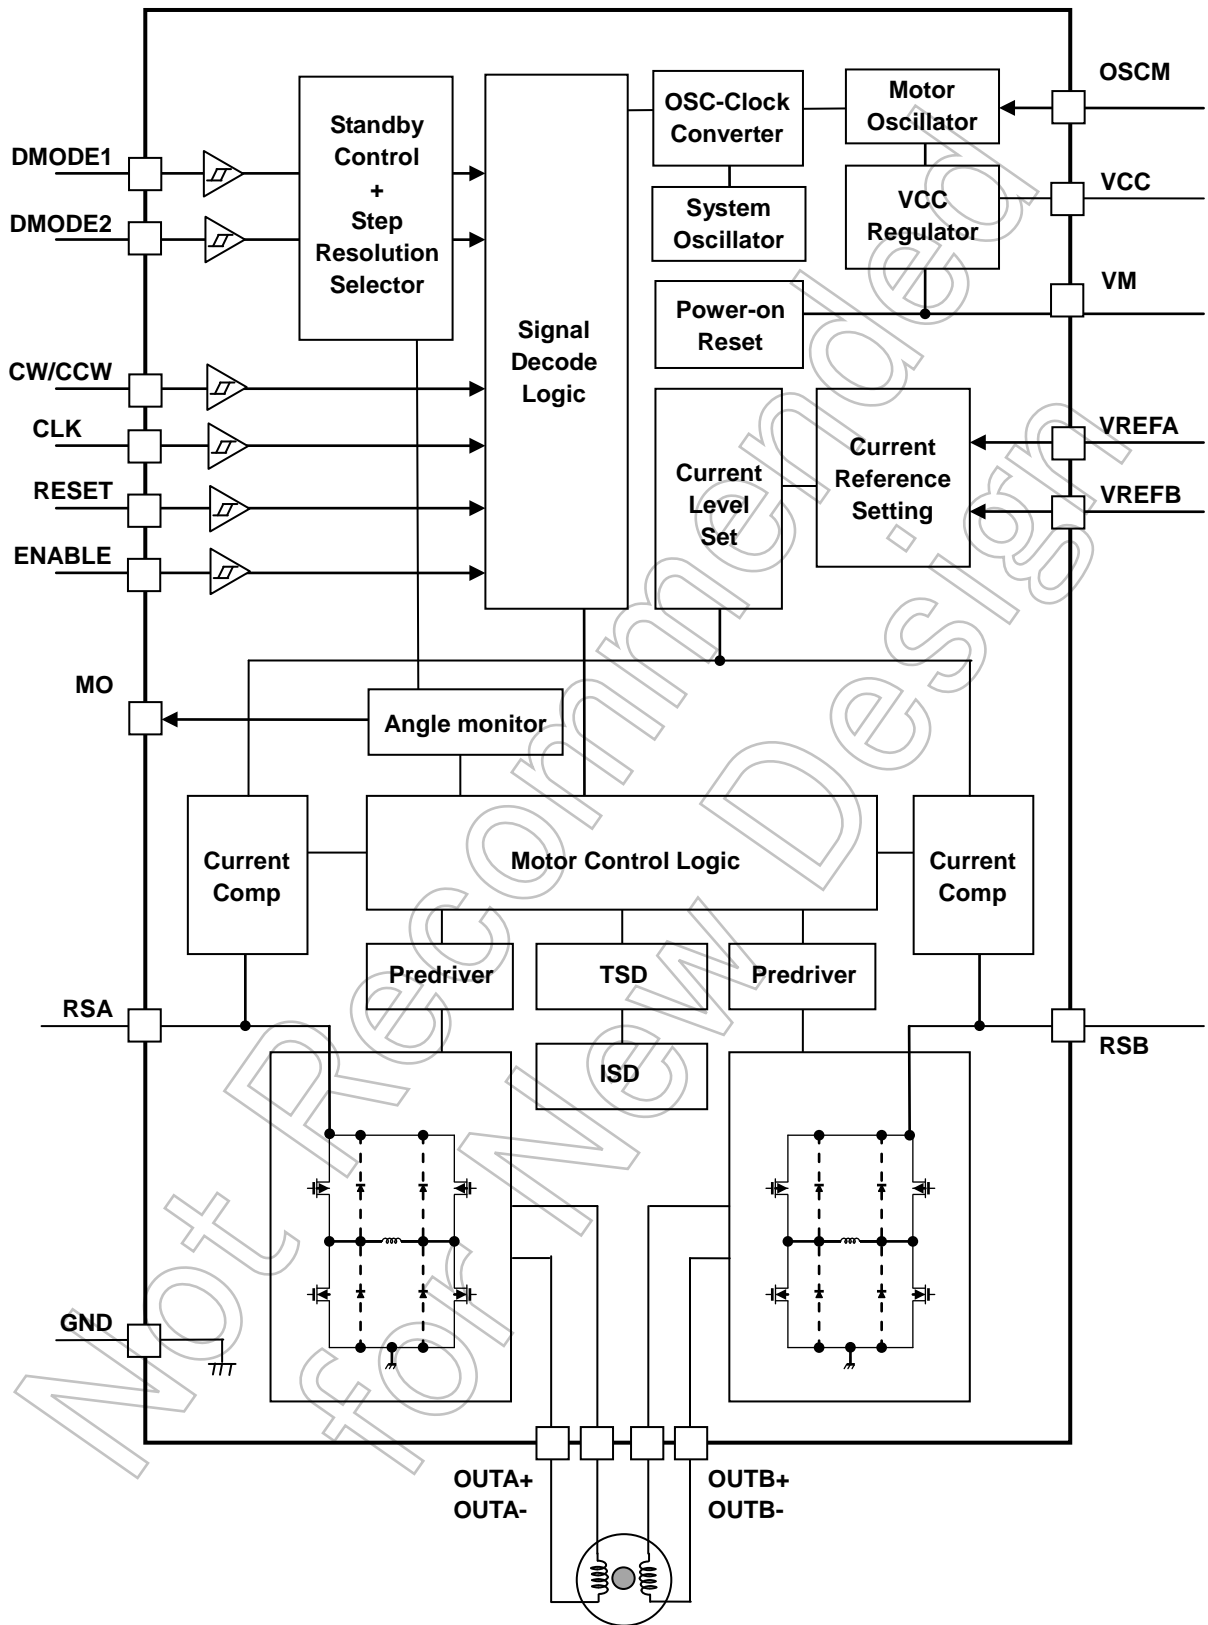 OSCM
DMODE1
DMODE2
Standby
Control
+
Step
Resolution
Selector
OSC-Clock
Converter
Motor
Oscillator
System
Oscillator
VCC
Regulator
VCC
VM
Power-on
Reset
Signal
Decode
Logic
CW/CCW
CLK
RESET
ENABLE
Current
Level
Set
Current
Reference
Setting
VREFA
VREFB
MO
Angle monitor
Current
Comp
Motor Control Logic
Current
Comp
Predriver
TSD
Predriver
RSA
ISD
RSB
GND
OUTA+
OUTA-
OUTB+
OUTB-
Not Recommended
for New Design